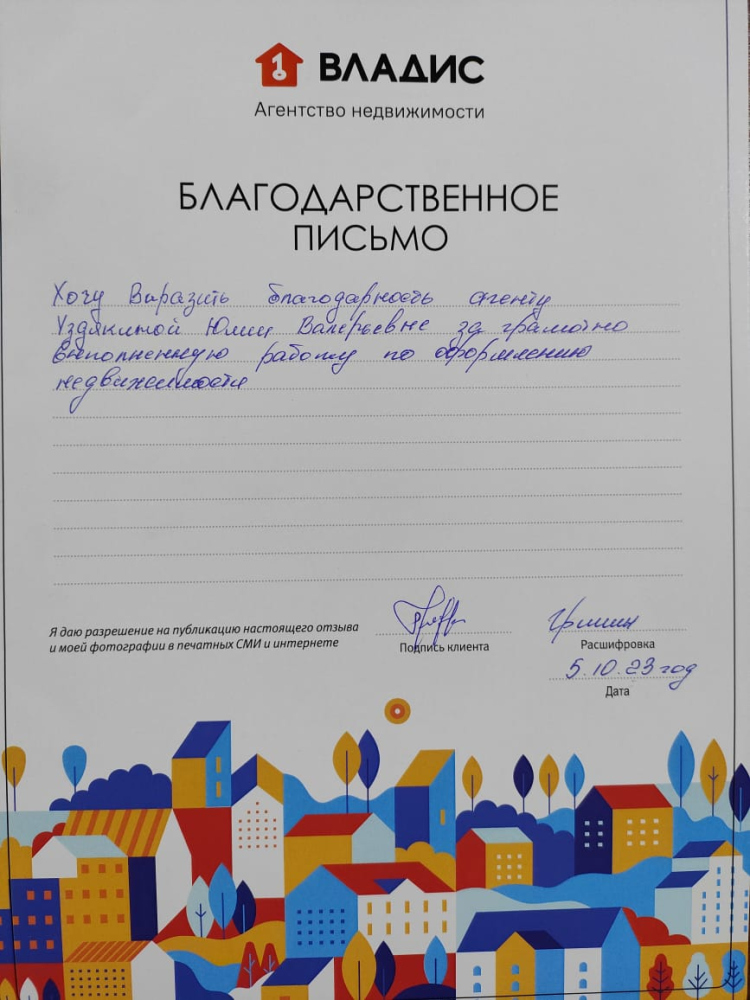 ВЛАДИС
Агентство недвижимости
БЛАГОДАРСТВЕННОЕ
ПИСЬМО
Хочу Выразить благодарность агенту
Уздякиной Юлии Валерьевне за грамотно
выполненную работу по оформлению
недвижемости
Я даю разрешение на публикацию настоящего отзыва
и моей фотографии в печатных СМИ и интернете
Подпись клиента
Расшифровка
5.10.23 год
Дата